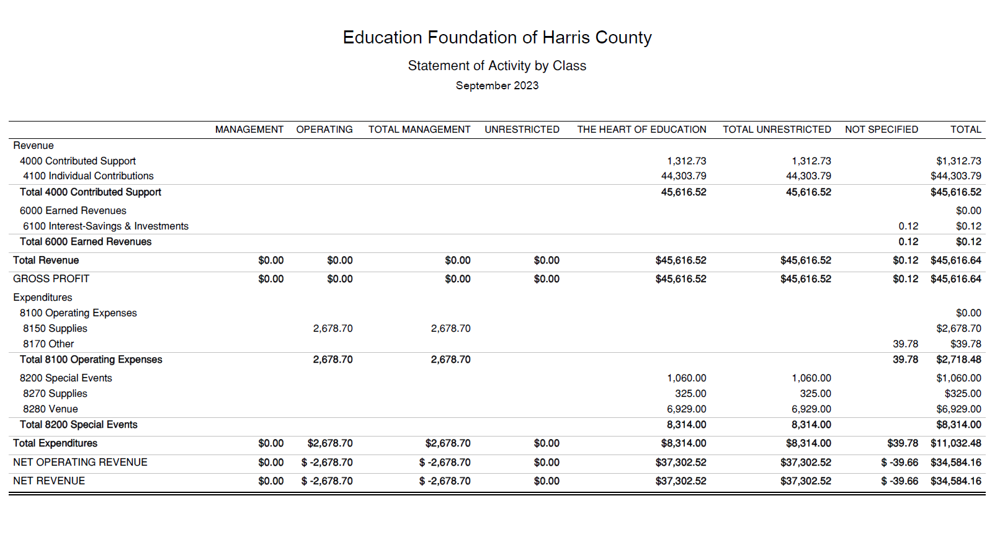 Education Foundation of Harris County
Statement of Activity by Class
September 2023
MANAGEMENT OPERATING TOTAL MANAGEMENT UNRESTRICTED THE HEART OF EDUCATION TOTAL UNRESTRICTED NOT SPECIFIED TOTAL
Revenue
4000 Contributed Support 1,312.73 1,312.73 $1,312.73
4100 Individual Contributions 44,303.79 44,303.79 $44,303.79
Total 4000 Contributed Support 45,616.52 45,616.52 $45,616.52
6000 Earned Revenues $0.00
6100 Interest-Savings & Investments 0.12 $0.12
Total 6000 Earned Revenues 0.12 $0.12
Total Revenue $0.00 $0.00 $0.00 $0.00 $45,616.52 $45,616.52 $0.12 $45,616.64
GROSS PROFIT $0.00 $0.00 $0.00 $0.00 $45,616.52 $45,616.52 $0.12 $45,616.64
Expenditures
8100 Operating Expenses $0.00
8150 Supplies 2,678.70 2,678.70 $2,678.70
8170 Other 39.78 $39.78
Total 8100 Operating Expenses 2,678.70 2,678.70 39.78 $2,718.48
8200 Special Events 1,060.00 1,060.00 $1,060.00
8270 Supplies 325.00 325.00 $325.00
8280 Venue 6,929.00 6,929.00 $6,929.00
Total 8200 Special Events 8,314.00 8,314.00 $8,314.00
Total Expenditures $0.00 $2,678.70 $2,678.70 $0.00 $8,314.00 $8,314.00 $39.78 $11,032.48
NET OPERATING REVENUE $0.00 $ -2,678.70 $ -2,678.70 $0.00 $37,302.52 $37,302.52 $ -39.66 $34,584.16
NET REVENUE $0.00 $ -2,678.70 $ -2,678.70 $0.00 $37,302.52 $37,302.52 $ -39.66 $34,584.16